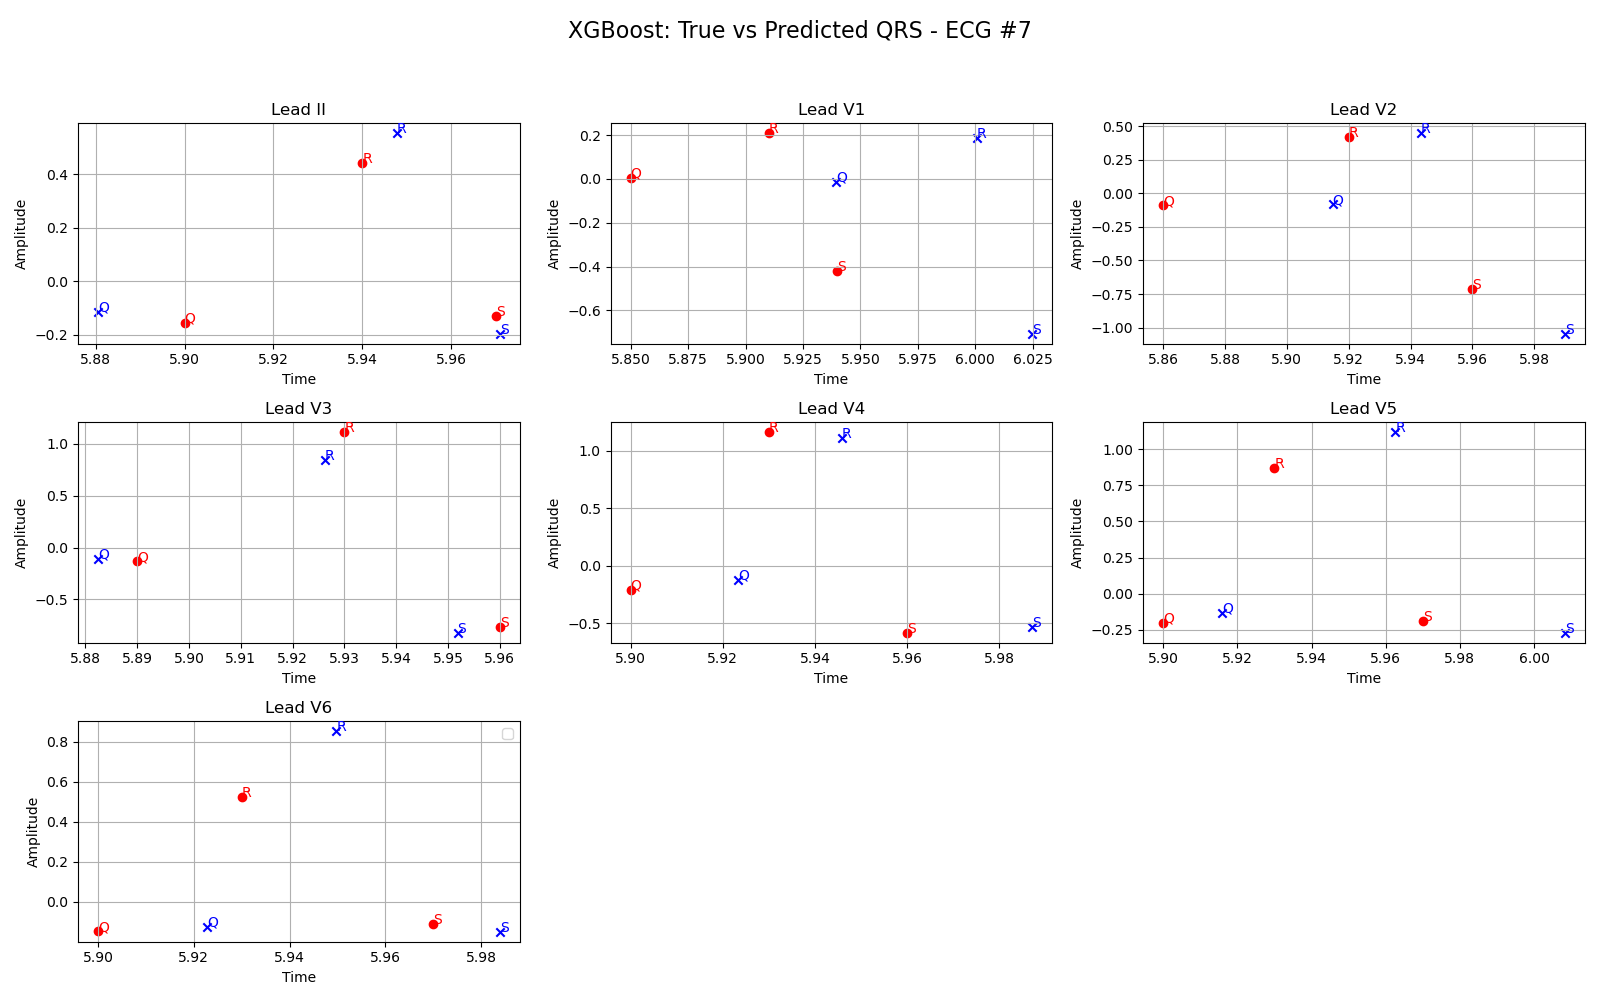 XGBoost: True vs Predicted QRS - ECG #7
Lead II
Amplitude
0.4
0.2
0.0
−0.2
R
R
Q
Q
S
S
5.88 5.90 5.92 5.94 5.96
Time
Lead V1
Amplitude
0.2
0.0
−0.2
−0.4
−0.6
R
R
Q
Q
S
S
5.850 5.875 5.900 5.925 5.950 5.975 6.000 6.025
Time
Lead V2
Amplitude
0.50
0.25
0.00
−0.25
−0.50
−0.75
−1.00
R
R
Q
Q
S
S
5.86 5.88 5.90 5.92 5.94 5.96 5.98
Time
Lead V3
Amplitude
1.0
0.5
0.0
−0.5
R
R
Q
Q
S
S
5.88 5.89 5.90 5.91 5.92 5.93 5.94 5.95 5.96
Time
Lead V4
Amplitude
1.0
0.5
0.0
−0.5
R
R
Q
Q
S
S
5.90 5.92 5.94 5.96 5.98
Time
Lead V5
Amplitude
1.00
0.75
0.50
0.25
0.00
−0.25
R
R
Q
Q
S
S
5.90 5.92 5.94 5.96 5.98 6.00
Time
Lead V6
Amplitude
0.8
0.6
0.4
0.2
0.0
R
R
Q
Q
S
S
5.90 5.92 5.94 5.96 5.98
Time